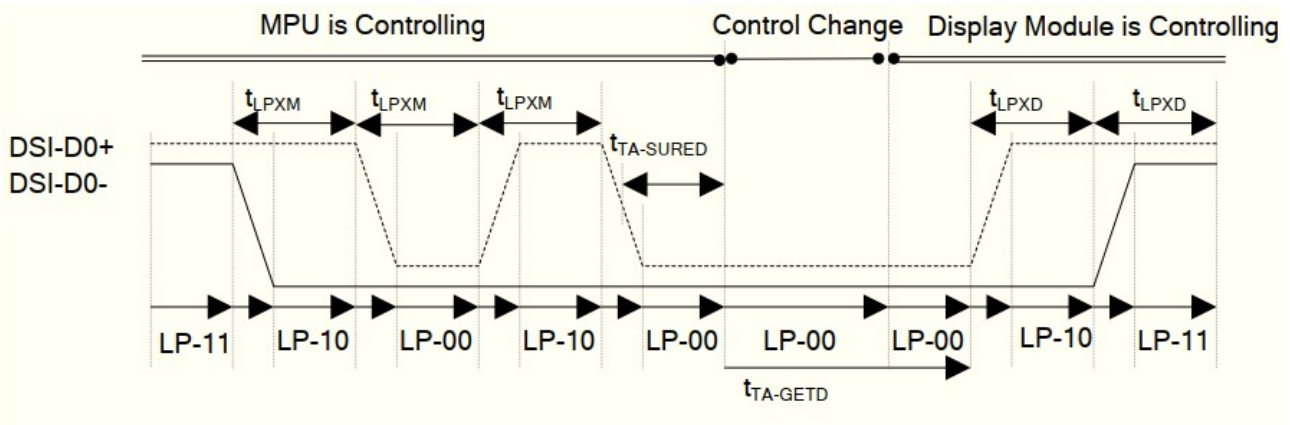 MPU is Controlling Control Change Display Module is Controlling
tLPXM tLPXM tLPXM tLPXD tLPXD
DSI-D0+ tTA-SURED
DSI-D0-
LP-11 LP-10 LP-00 LP-10 LP-00 LP-00 LP-00 LP-10 LP-11
tTA-GETD